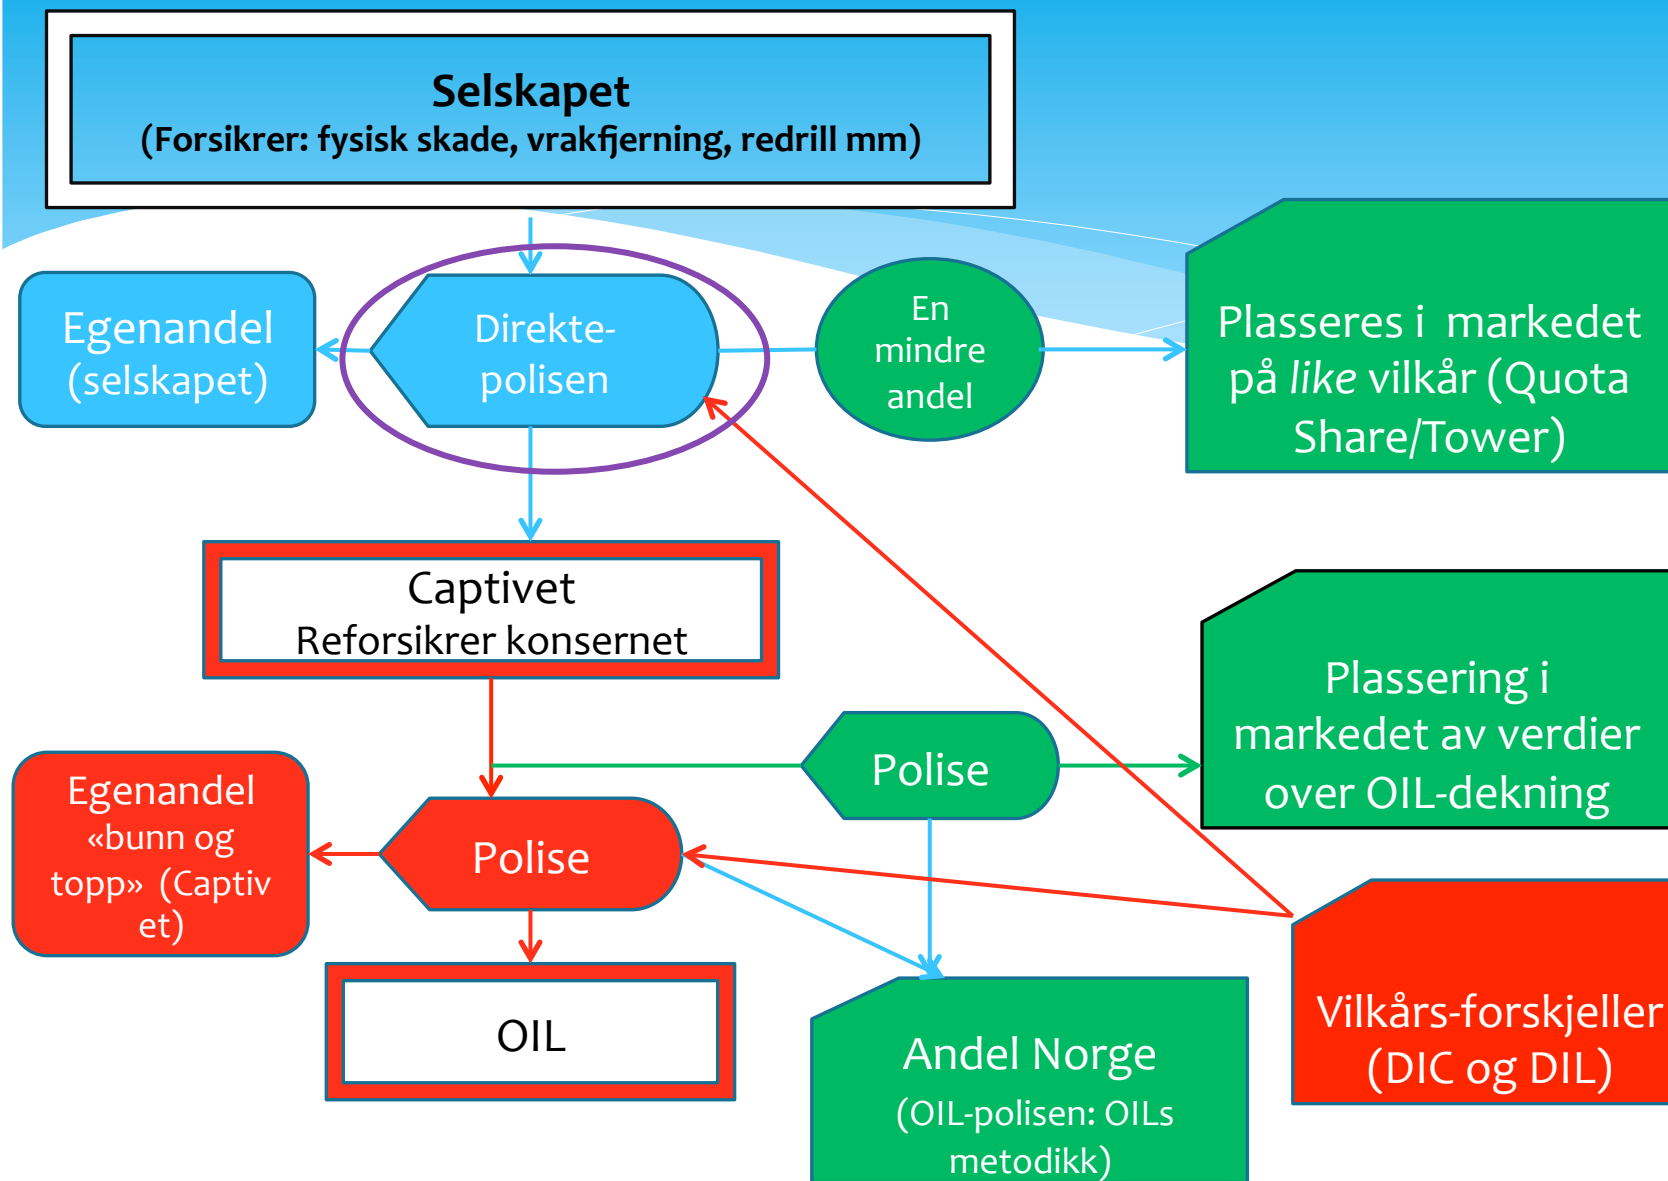 Selskapet
(Forsikrer: fysisk skade, vrakfjerning, redrill mm)
Egenandel
(selskapet)
Direkte-
polisen
En
mindre
andel
Plasseres i markedet
på like vilkår (Quota
Share/Tower)
Captivet
Reforsikrer konsernet
Polise
Plassering i
markedet av verdier
over OIL-dekning
Egenandel
«bunn og
topp» (Captiv
et)
Polise
OIL
Andel Norge
(OIL-polisen: OILs
metodikk)
Vilkårs-forskjeller
(DIC og DIL)